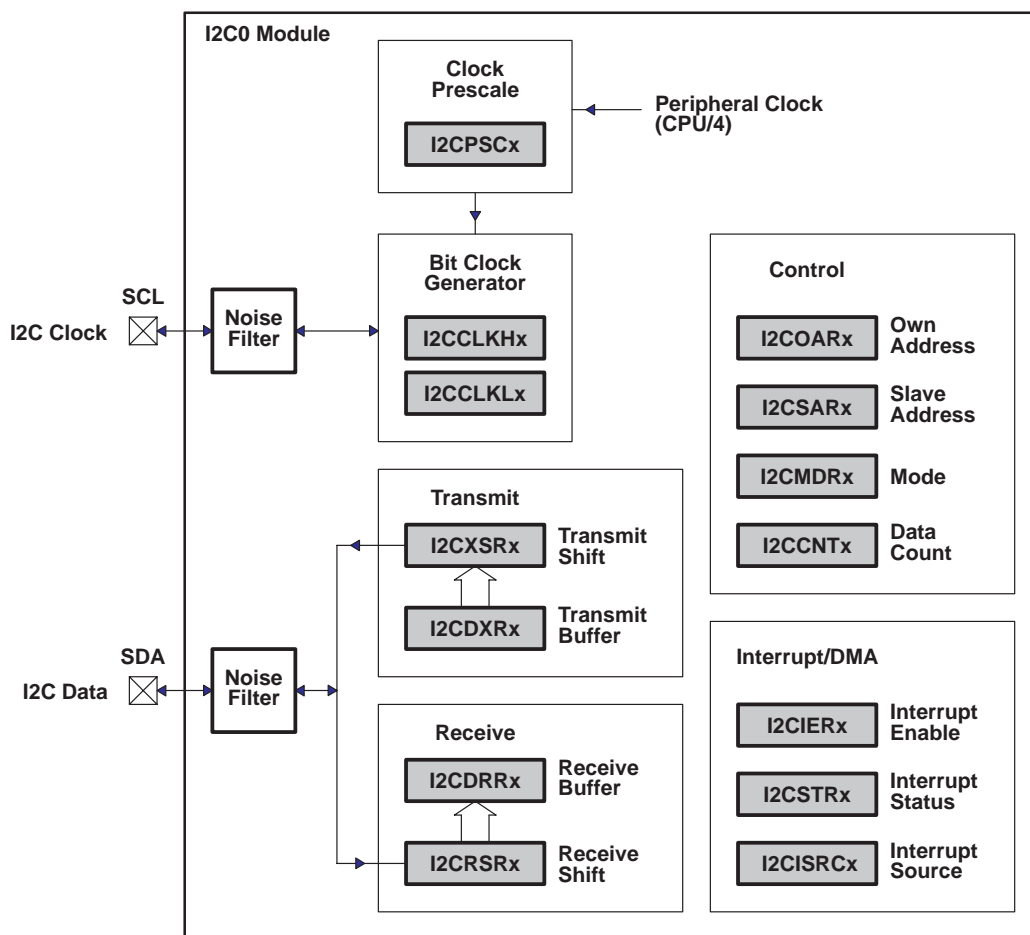 I2C0 Module
Clock
Prescale
I2CPSCx
Peripheral Clock
(CPU/4)
Bit Clock
Generator
I2CCLKHx
I2CCLKLx
SCL
I2C Clock
Noise
Filter
Control
I2COARx
Own
Address
I2CSARx
Slave
Address
I2CMDRx
Mode
I2CCNTx
Data
Count
Transmit
I2CXSRx
Transmit
Shift
I2CDXRx
Transmit
Buffer
SDA
I2C Data
Noise
Filter
Receive
I2CDRRx
Receive
Buffer
I2CRSRx
Receive
Shift
Interrupt/DMA
I2CIERx
Interrupt
Enable
I2CSTRx
Interrupt
Status
I2CISRCx
Interrupt
Source